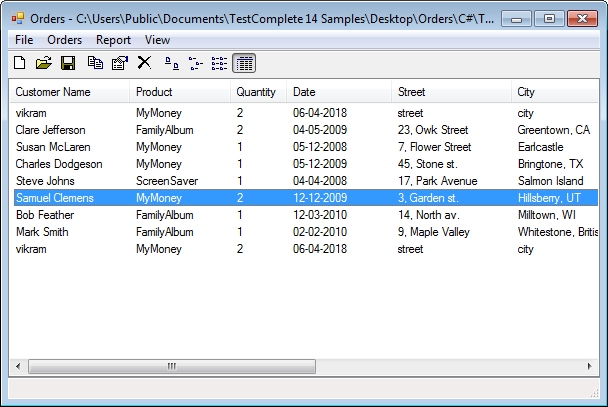 Orders - C:\Users\Public\Documents\TestComplete 14 Samples\Desktop\Orders\C#\T...
File Orders Report View
Customer Name Product Quantity Date Street City
vikram MyMoney 2 06-04-2018 street city
Clare Jefferson FamilyAlbum 2 04-05-2009 23, Owk Street Greentown, CA
Susan McLaren MyMoney 1 05-12-2008 7, Flower Street Earlcastle
Charles Dodgeson MyMoney 1 05-12-2009 45, Stone st. Bringtone, TX
Steve Johns ScreenSaver 1 04-04-2008 17, Park Avenue Salmon Island
Samuel Clemens MyMoney 2 12-12-2009 3, Garden st. Hillsberry, UT
Bob Feather FamilyAlbum 1 12-03-2010 14, North av. Milltown, WI
Mark Smith FamilyAlbum 1 02-02-2010 9, Maple Valley Whitestone, Britis
vikram MyMoney 2 06-04-2018 street city